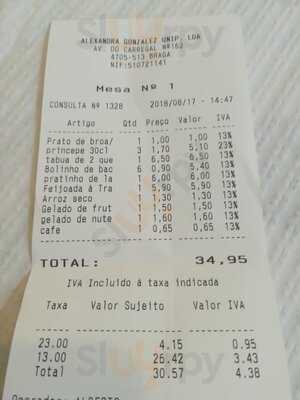 ALEXANDRA GONZALEZ UNIP. LDA
AV. DO CARREGAL Nº162
4705-513 BRAGA
NIF:510721141
Mesa Nº 1
CONSULTA Nº 1328 2018/08/17 - 14:47
Artigo Qtd Preço Valor IVA
Prato de broa/ 1 1,00 1,00 13%
principe 30cl 3 1,70 5,10 23%
tabua de 2 que 1 6,50 6,50 13%
Bolinho de bac 6 0,90 5,40 13%
pratinho de la 1 6,00 6,00 13%
Feijoada à Tra 1 5,90 5,90 13%
Arroz seco 1 1,30 1,30 13%
Gelado de frut 1 1,50 1,50 13%
gelado de nute 1 1,60 1,60 13%
cafe 1 0,65 0,65 13%
TOTAL: 34,95
IVA Incluido à taxa indicada
Taxa Valor Sujeito Valor IVA
23.00 4.15 0.95
13.00 26.42 3.43
Total 30.57 4.38
Sluurpy